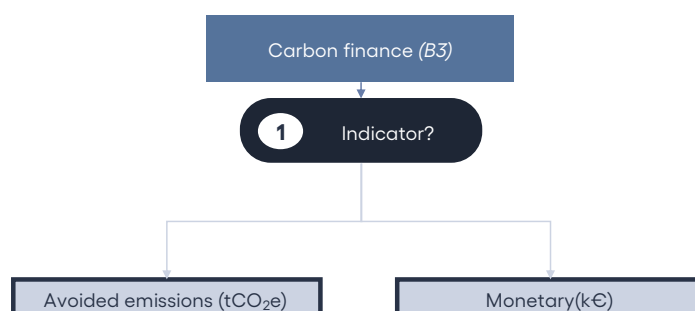 Carbon finance (B3)
1 Indicator?
Avoided emissions (tCO₂e)
Monetary(k€)